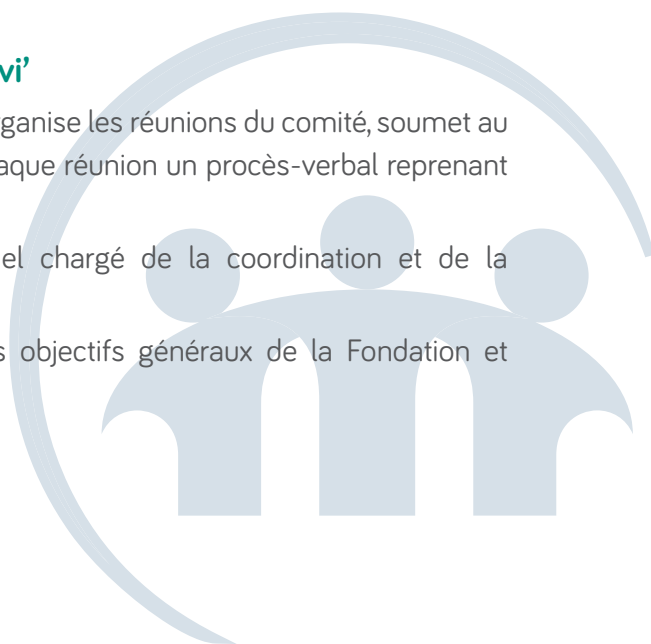 vi’
ganise les réunions du comité, soumet au
aque réunion un procès-verbal reprenant
el chargé de la coordination et de la
s objectifs généraux de la Fondation et